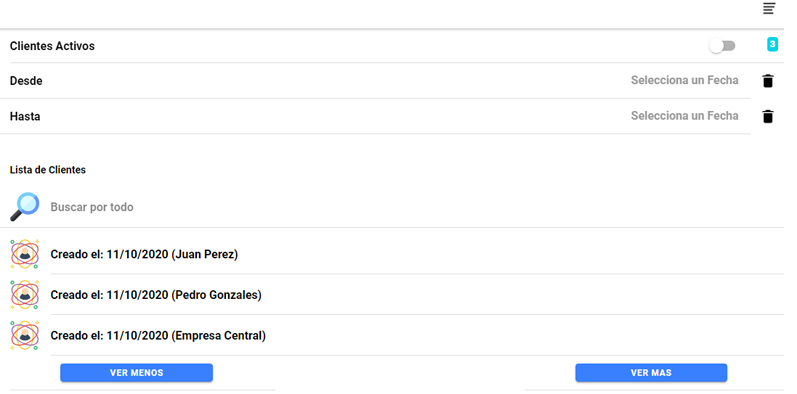 Clientes Activos
3
Desde Selecciona un Fecha
Hasta Selecciona un Fecha
Lista de Clientes
Buscar por todo
Creado el: 11/10/2020 (Juan Perez)
Creado el: 11/10/2020 (Pedro Gonzales)
Creado el: 11/10/2020 (Empresa Central)
VER MENOS VER MAS